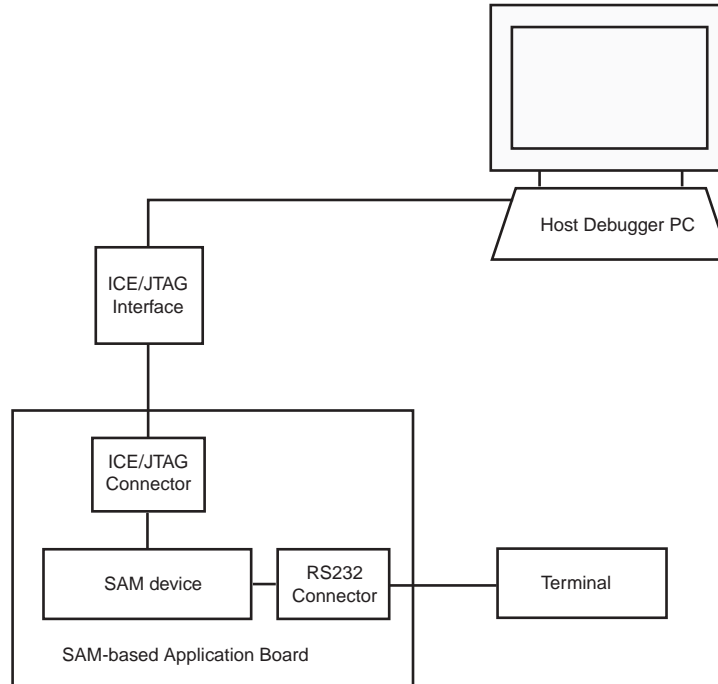 Host Debugger PC
ICE/JTAG
Interface
ICE/JTAG
Connector
SAM device
RS232
Connector
Terminal
SAM-based Application Board